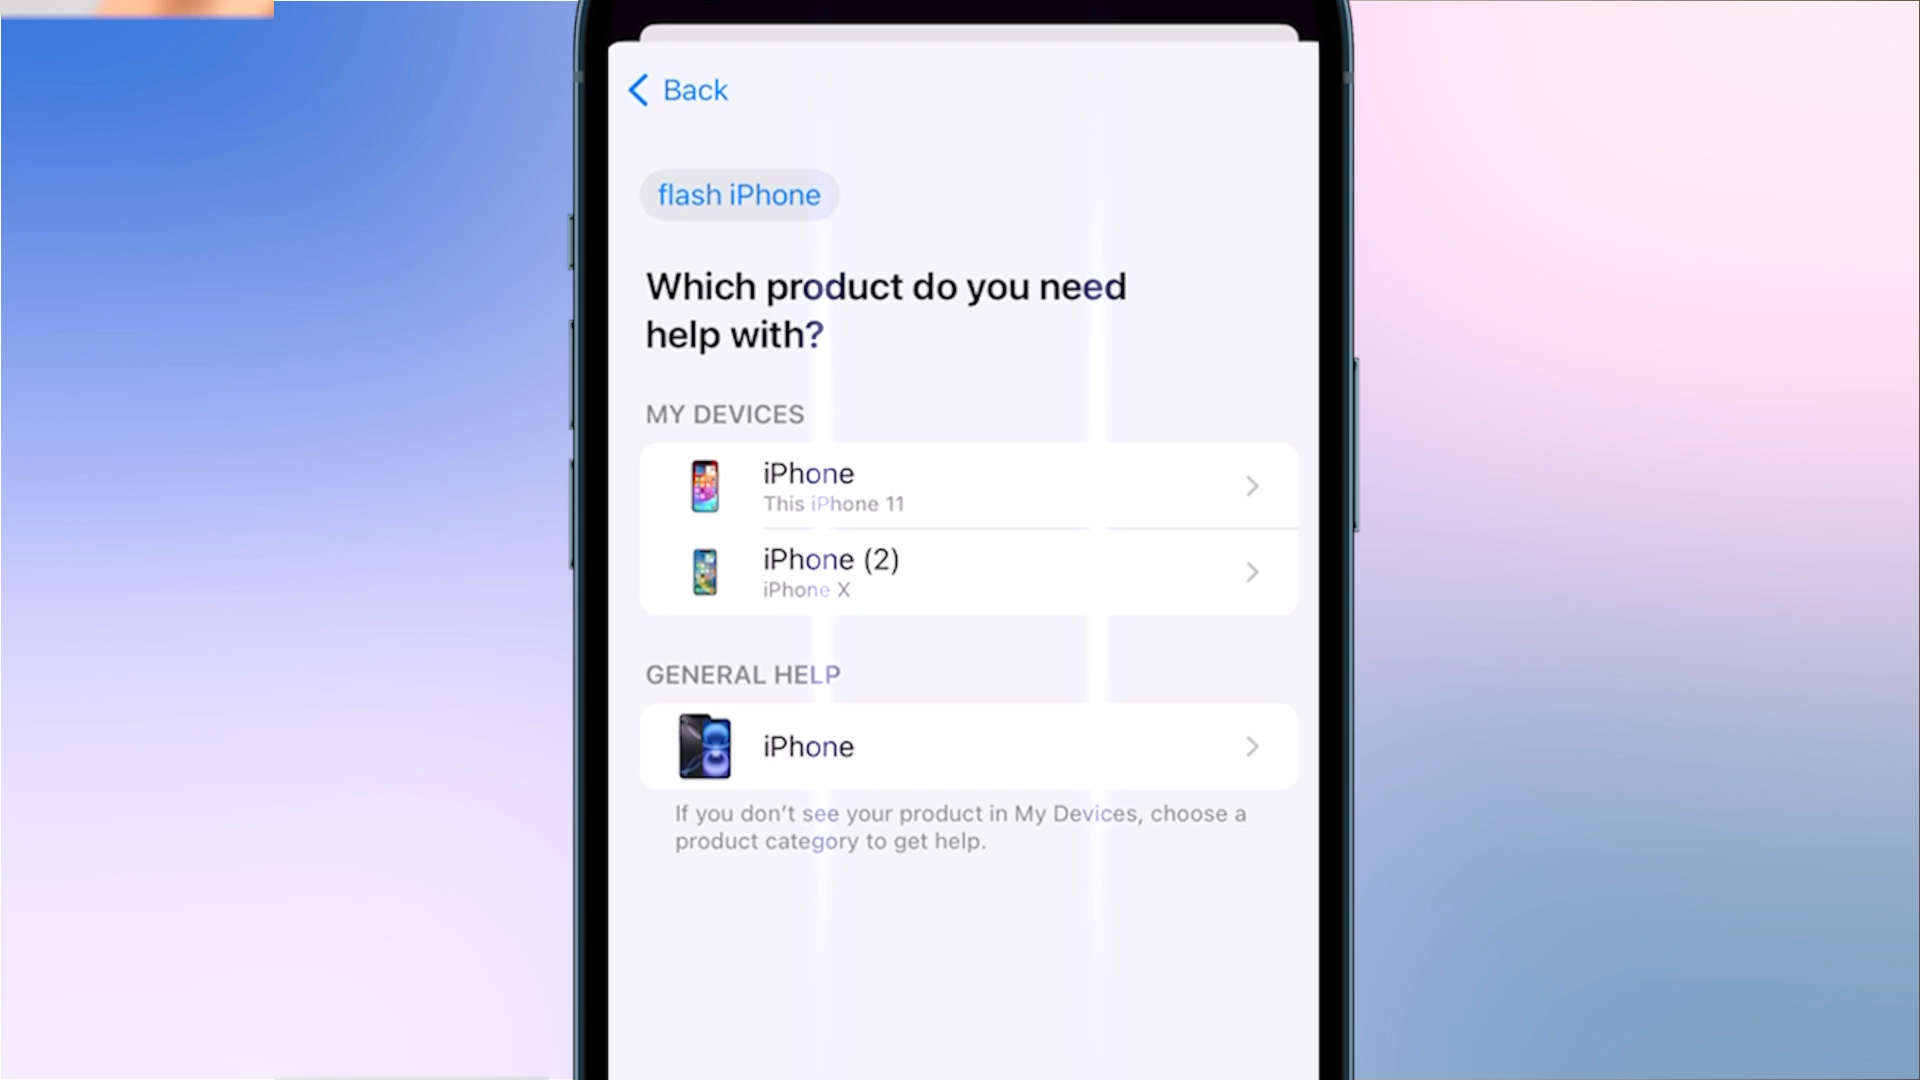 Back
flash iPhone
Which product do you need
help with?
MY DEVICES
iPhone
This iPhone 11
iPhone (2)
iPhone X
GENERAL HELP
iPhone
If you don’t see your product in My Devices, choose a
product category to get help.